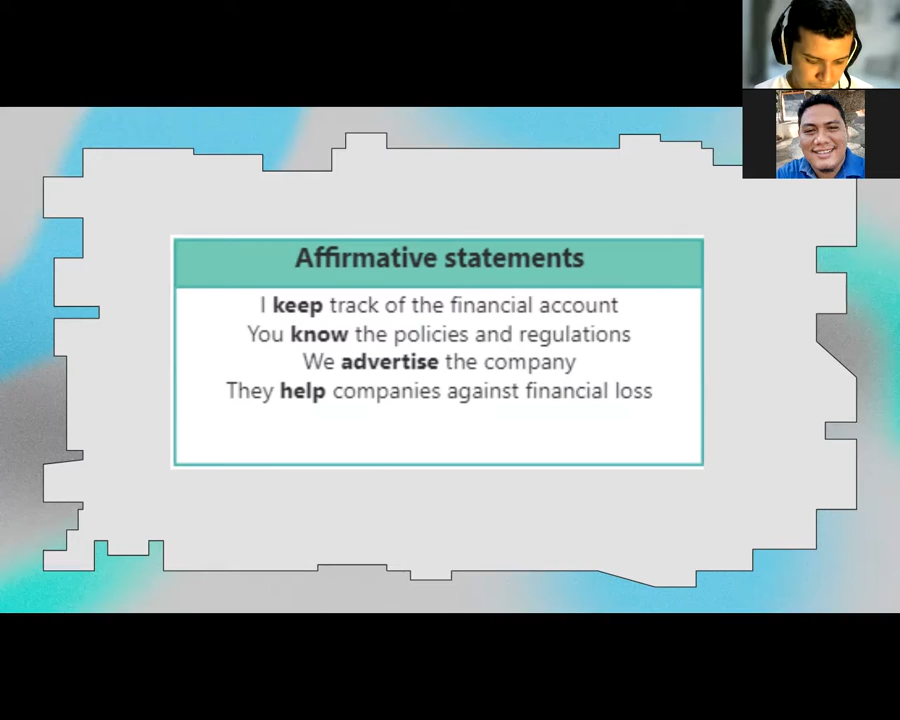 Affirmative statements
I keep track of the financial account
You know the policies and regulations
We advertise the company
They help companies against financial loss